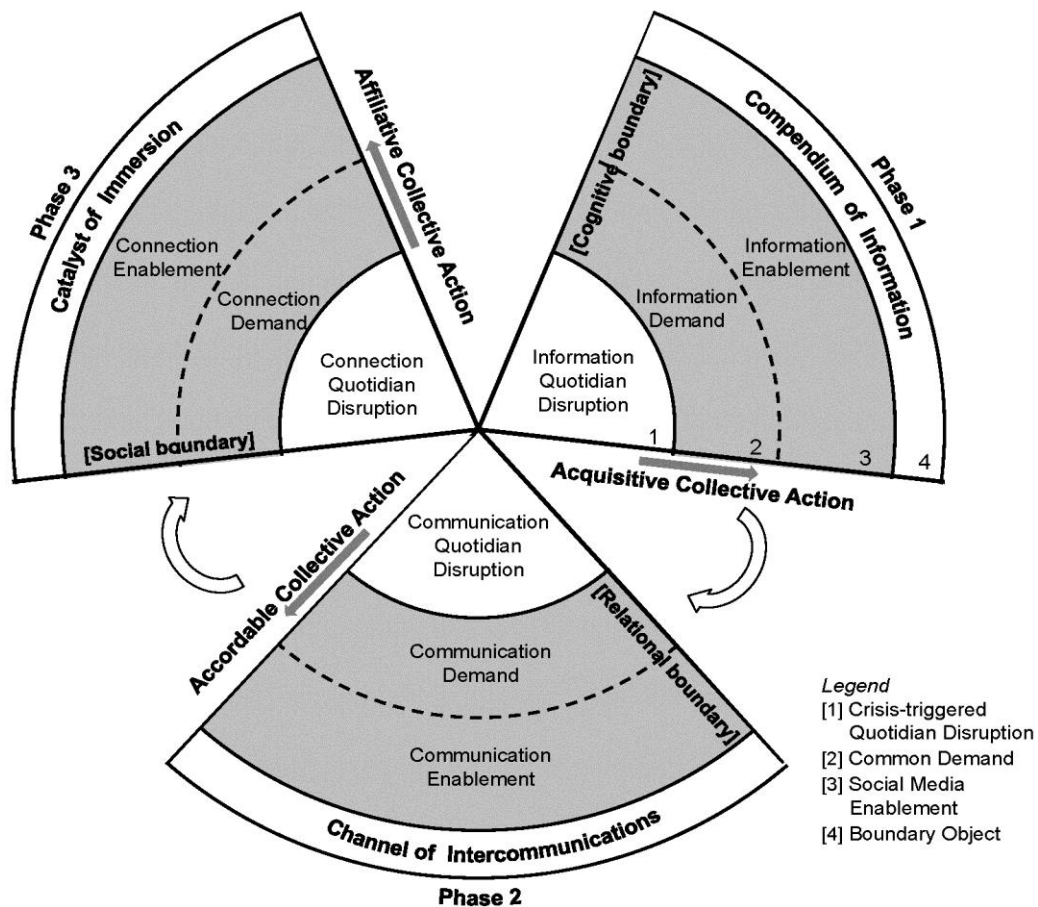 Phase 1
Compendium of Information
[Cognitive boundary]
Information
Enablement
Information
Demand
Information
Quotidian
Disruption
1
2
3
4
Acquisitive Collective Action
Phase 2
Channel of Intercommunications
[Relational boundary]
Communication
Quotidian
Disruption
Communication
Demand
Communication
Enablement
Accordable Collective Action
Phase 3
Catalyst of Immersion
[Social boundary]
Connection
Enablement
Connection
Demand
Connection
Quotidian
Disruption
Affiliative Collective Action
Legend
[1] Crisis-triggered
Quotidian Disruption
[2] Common Demand
[3] Social Media
Enablement
[4] Boundary Object